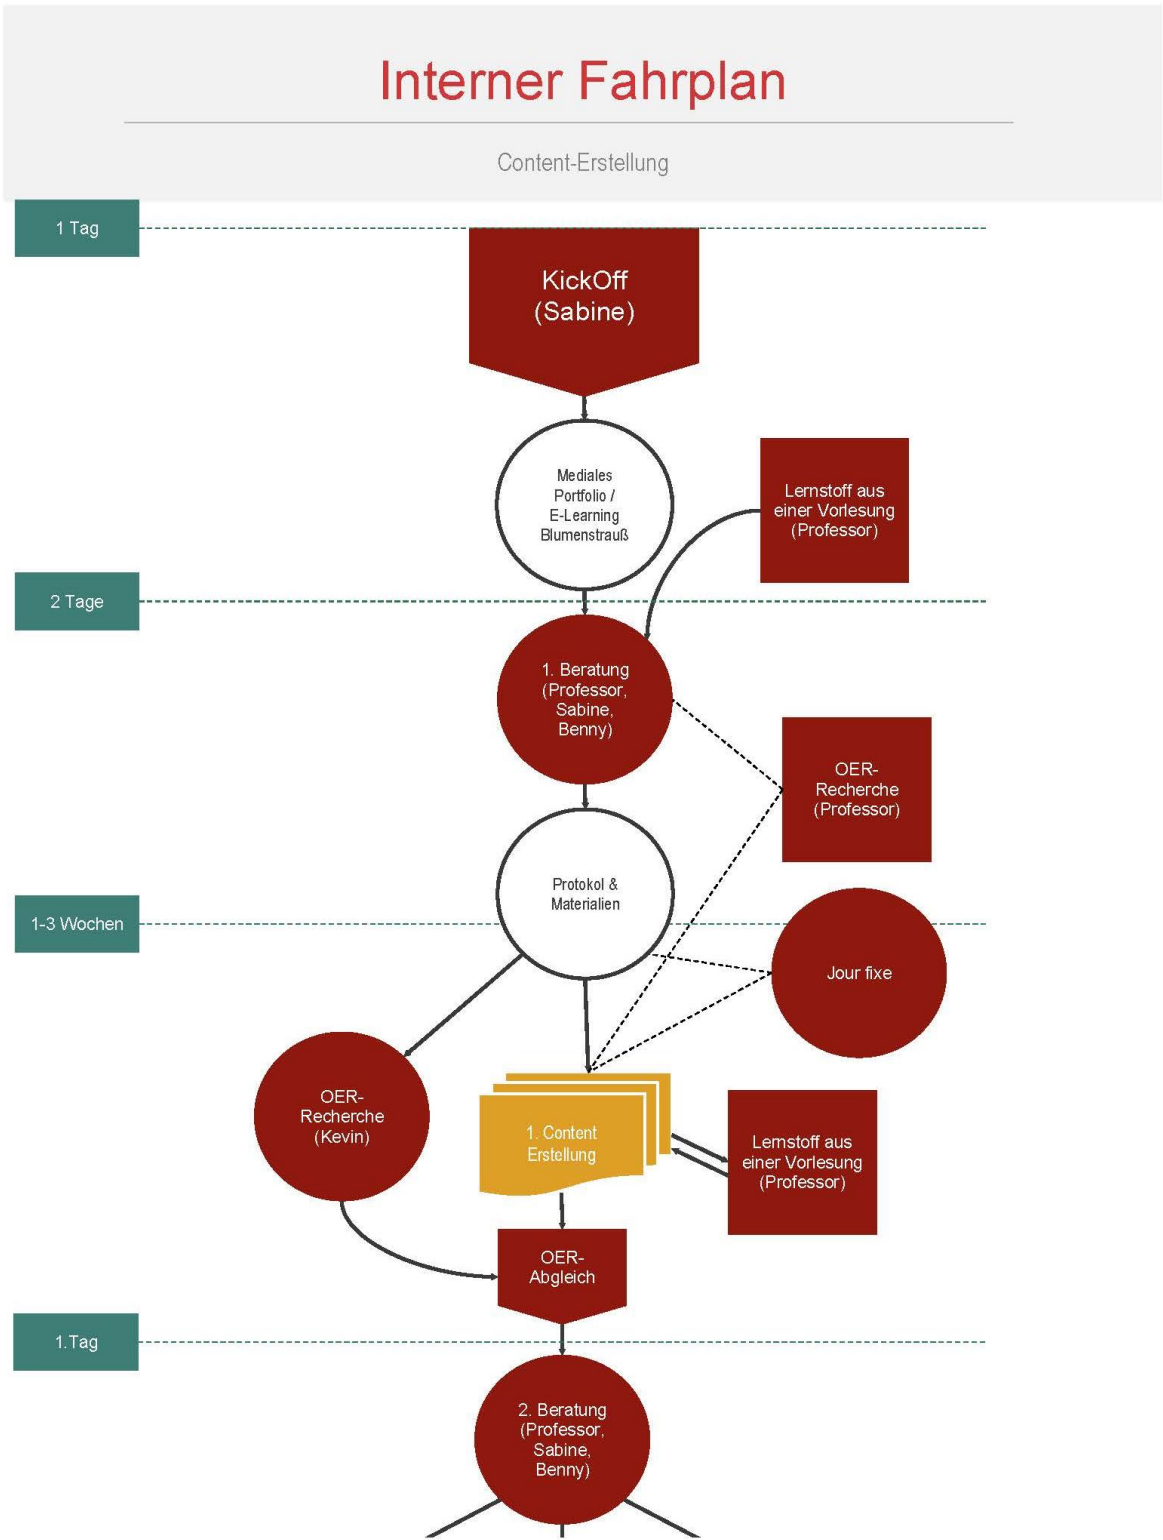 Interner Fahrplan
Content-Erstellung
1 Tag
KickOff
(Sabine)
Mediales
Portfolio /
E-Learning
Blumenstrauß
Lernstoff aus
einer Vorlesung
(Professor)
2 Tage
1. Beratung
(Professor,
Sabine,
Benny)
OER-
Recherche
(Professor)
Protokol &
Materialien
1-3 Wochen
Jour fixe
OER-
Recherche
(Kevin)
1. Content
Erstellung
Lernstoff aus
einer Vorlesung
(Professor)
OER-
Abgleich
1.Tag
2. Beratung
(Professor,
Sabine,
Benny)